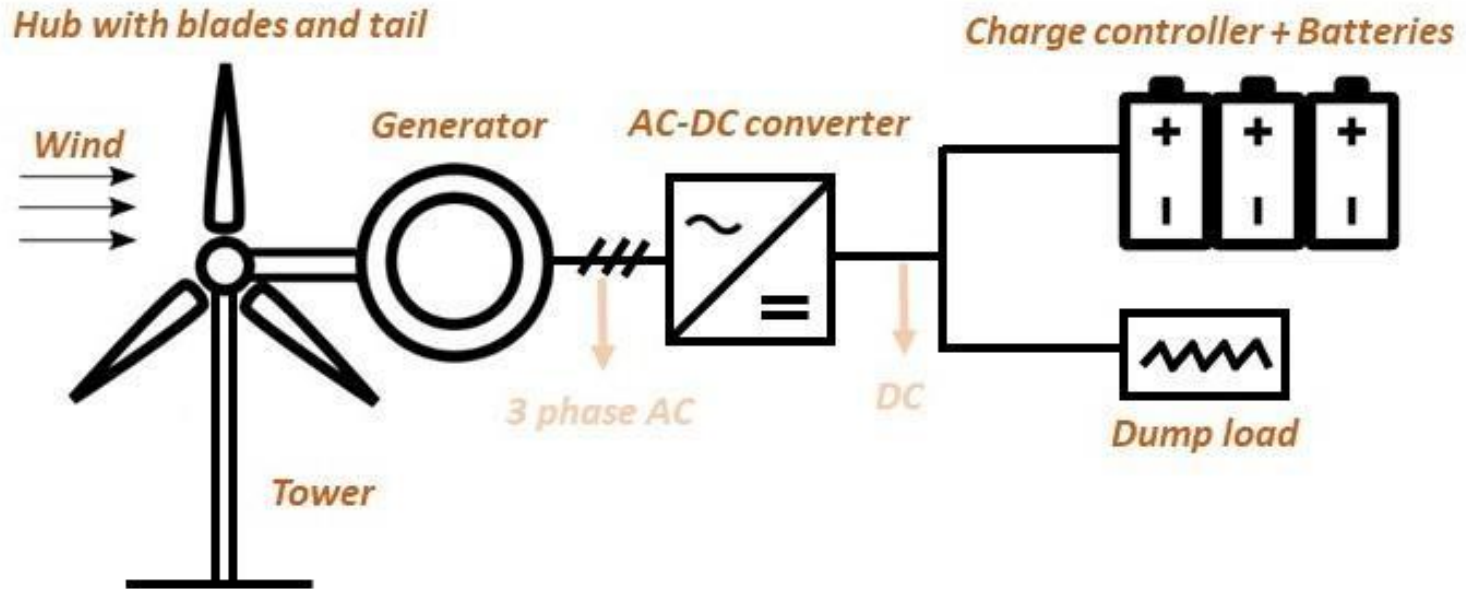 Hub with blades and tail
Charge controller + Batteries
Wind
Generator
AC-DC converter
3 phase AC
DC
Dump load
Tower